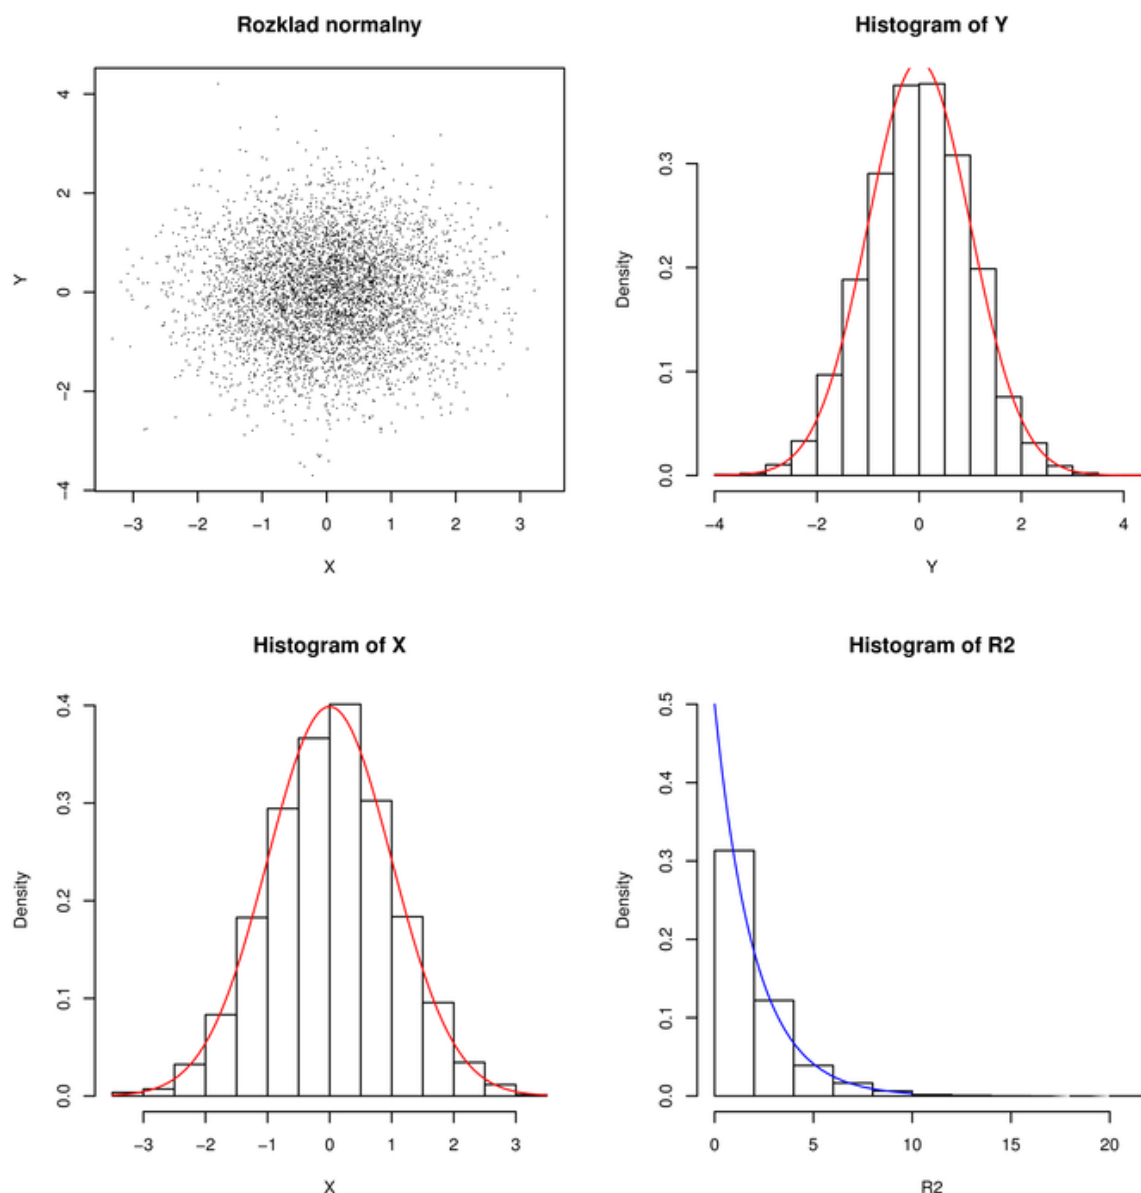 Rozklad normalny
4
2
0
−2
−4
Y
−3 −2 −1 0 1 2 3
X
Histogram of Y
0.3
0.2
0.1
0.0
Density
−4 −2 0 2 4
Y
Histogram of X
0.4
0.3
0.2
0.1
0.0
Density
−3 −2 −1 0 1 2 3
X
Histogram of R2
0.5
0.4
0.3
0.2
0.1
0.0
Density
0 5 10 15 20
R2